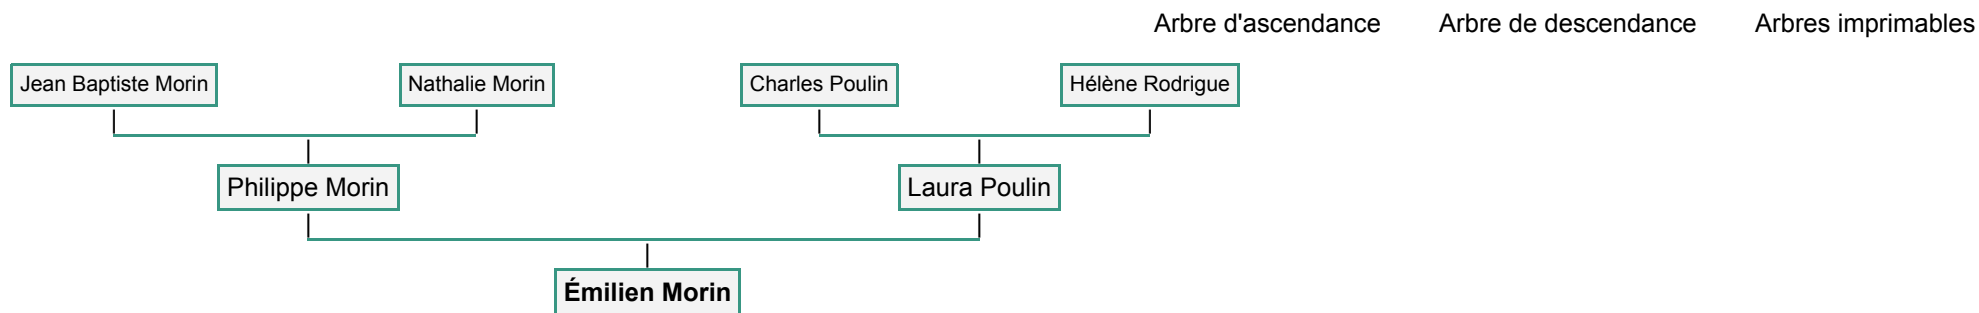 Arbre d'ascendance Arbre de descendance Arbres imprimables
Jean Baptiste Morin Nathalie Morin Charles Poulin Hélène Rodrigue
Philippe Morin Laura Poulin
Émilien Morin